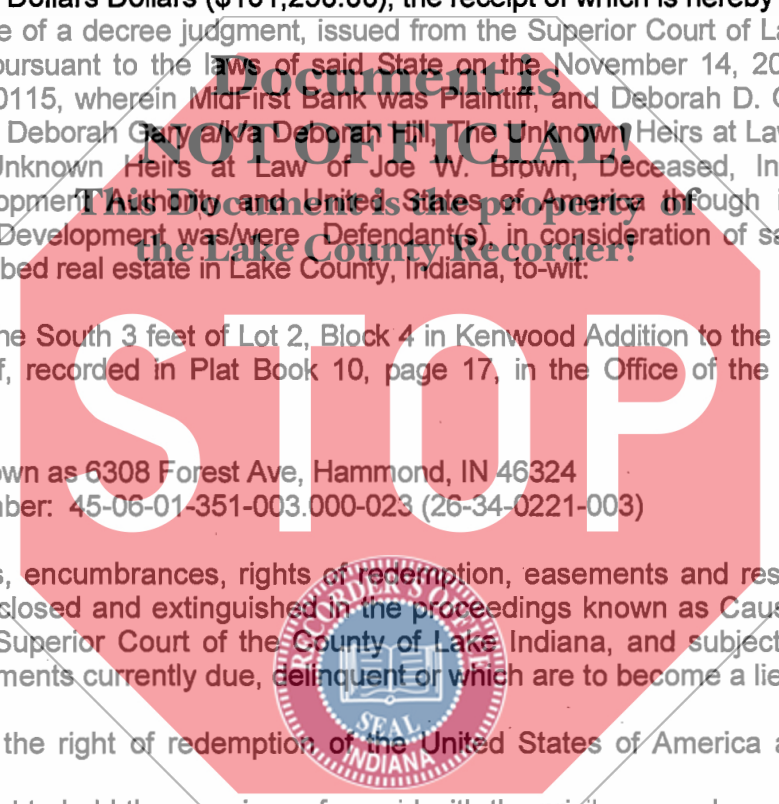 Dollars Dollars ($161,250.00), the receipt of which is hereby
e of a decree judgment, issued from the Superior Court of La
pursuant to the laws of said State on the November 14, 20
0115, wherein MidFirst Bank was Plaintiff, and Deborah D. G
Deborah Gary a/k/a Deborah Hill, The Unknown Heirs at La
Unknown Heirs at Law of Joe W. Brown, Deceased, In
opment Authority and United States of America through i
Development was/were Defendant(s), in consideration of sa
bed real estate in Lake County, Indiana, to-wit:
Document is
NOT OFFICIAL!
This Document is the property of
the Lake County Recorder!
he South 3 feet of Lot 2, Block 4 in Kenwood Addition to the
f, recorded in Plat Book 10, page 17, in the Office of the
STOP
own as 6308 Forest Ave, Hammond, IN 46324
ber: 45-06-01-351-003.000-023 (26-34-0221-003)
s, encumbrances, rights of redemption, easements and res
closed and extinguished in the proceedings known as Caus
Superior Court of the County of Lake Indiana, and subject
ments currently due, delinquent or which are to become a lie
the right of redemption of the United States of America a
RECORDER'S OFFICE
SEAL
INDIANA